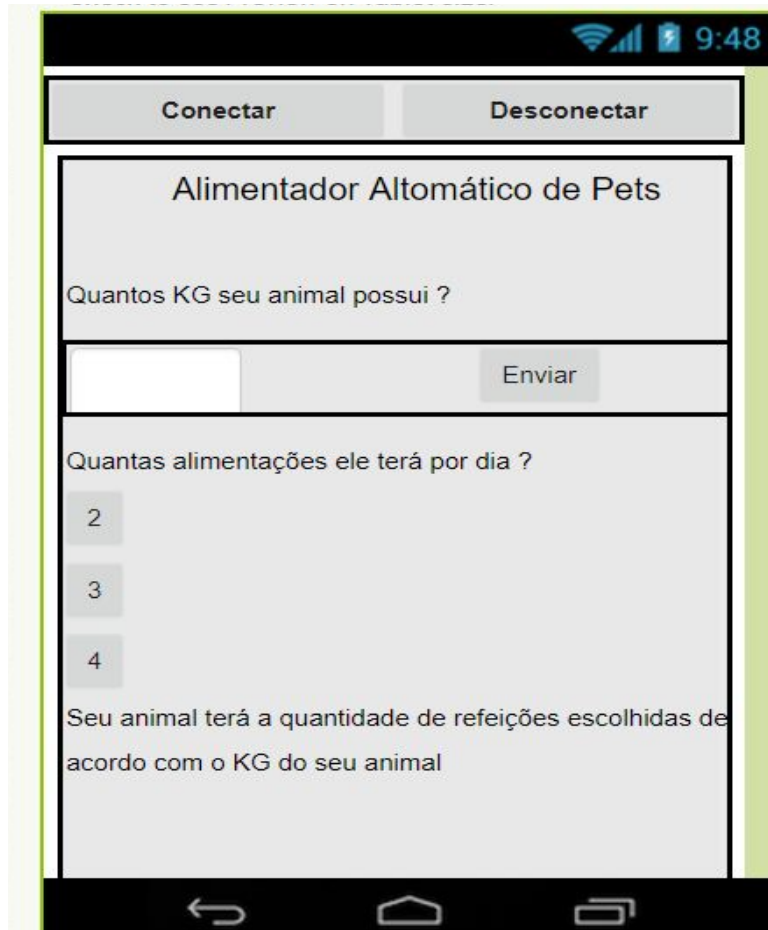 9:48
Conectar Desconectar
Alimentador Altomático de Pets
Quantos KG seu animal possui ?
Enviar
Quantas alimentações ele terá por dia ?
2
3
4
Seu animal terá a quantidade de refeições escolhidas de
acordo com o KG do seu animal